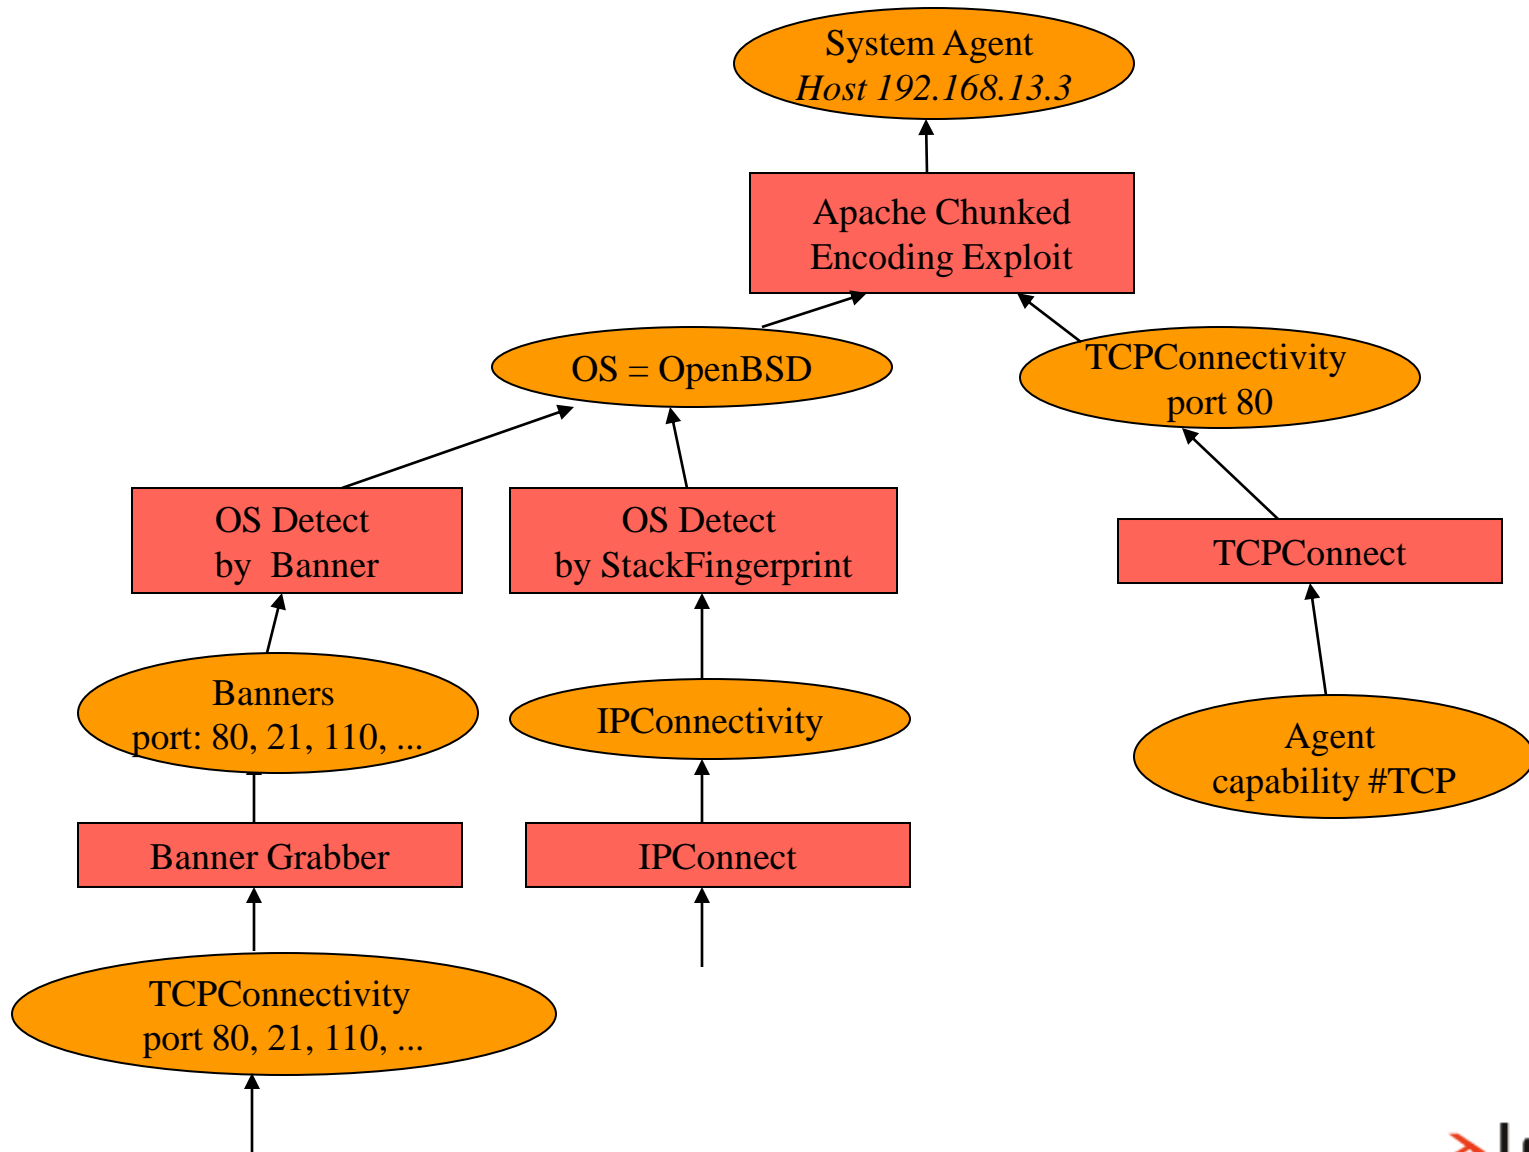 System Agent
Host 192.168.13.3
Apache Chunked
Encoding Exploit
OS = OpenBSD
TCPConnectivity
port 80
OS Detect
by Banner
OS Detect
by StackFingerprint
TCPConnect
Banners
port: 80, 21, 110, ...
IPConnectivity
Agent
capability #TCP
Banner Grabber
IPConnect
TCPConnectivity
port 80, 21, 110, ...